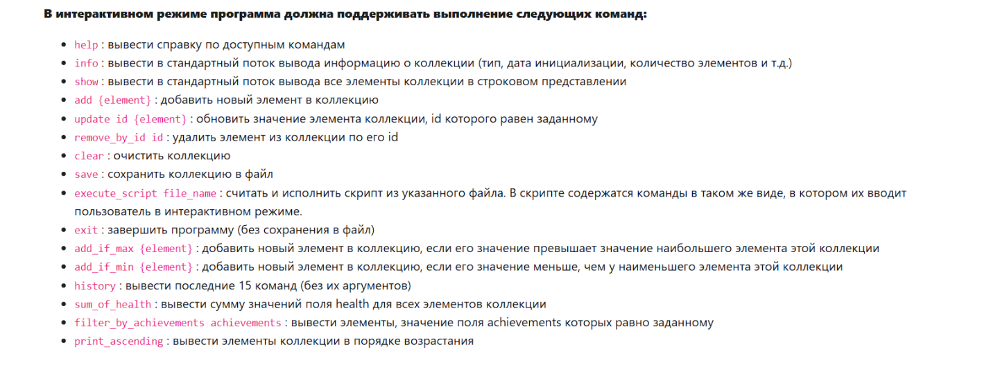 В интерактивном режиме программа должна поддерживать выполнение следующих команд:
help : вывести справку по доступным командам
info : вывести в стандартный поток вывода информацию о коллекции (тип, дата инициализации, количество элементов и т.д.)
show : вывести в стандартный поток вывода все элементы коллекции в строковом представлении
add {element} : добавить новый элемент в коллекцию
update id {element} : обновить значение элемента коллекции, id которого равен заданному
remove_by_id id : удалить элемент из коллекции по его id
clear : очистить коллекцию
save : сохранить коллекцию в файл
execute_script file_name : считать и исполнить скрипт из указанного файла. В скрипте содержатся команды в таком же виде, в котором их вводит
пользователь в интерактивном режиме.
exit : завершить программу (без сохранения в файл)
add_if_max {element} : добавить новый элемент в коллекцию, если его значение превышает значение наибольшего элемента этой коллекции
add_if_min {element} : добавить новый элемент в коллекцию, если его значение меньше, чем у наименьшего элемента этой коллекции
history : вывести последние 15 команд (без их аргументов)
sum_of_health : вывести сумму значений поля health для всех элементов коллекции
filter_by_achievements achievements : вывести элементы, значение поля achievements которых равно заданному
print_ascending : вывести элементы коллекции в порядке возрастания